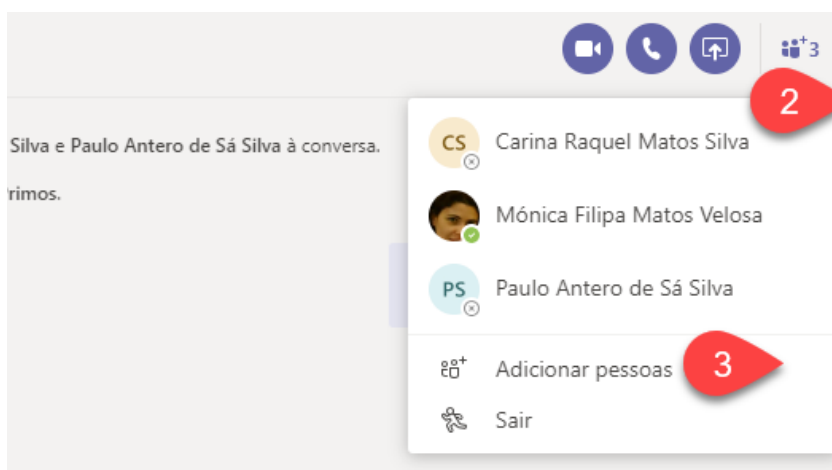 3
2
Silva e Paulo Antero de Sá Silva à conversa.
rimos.
CS Carina Raquel Matos Silva
Mónica Filipa Matos Velosa
PS Paulo Antero de Sá Silva
Adicionar pessoas 3
Sair